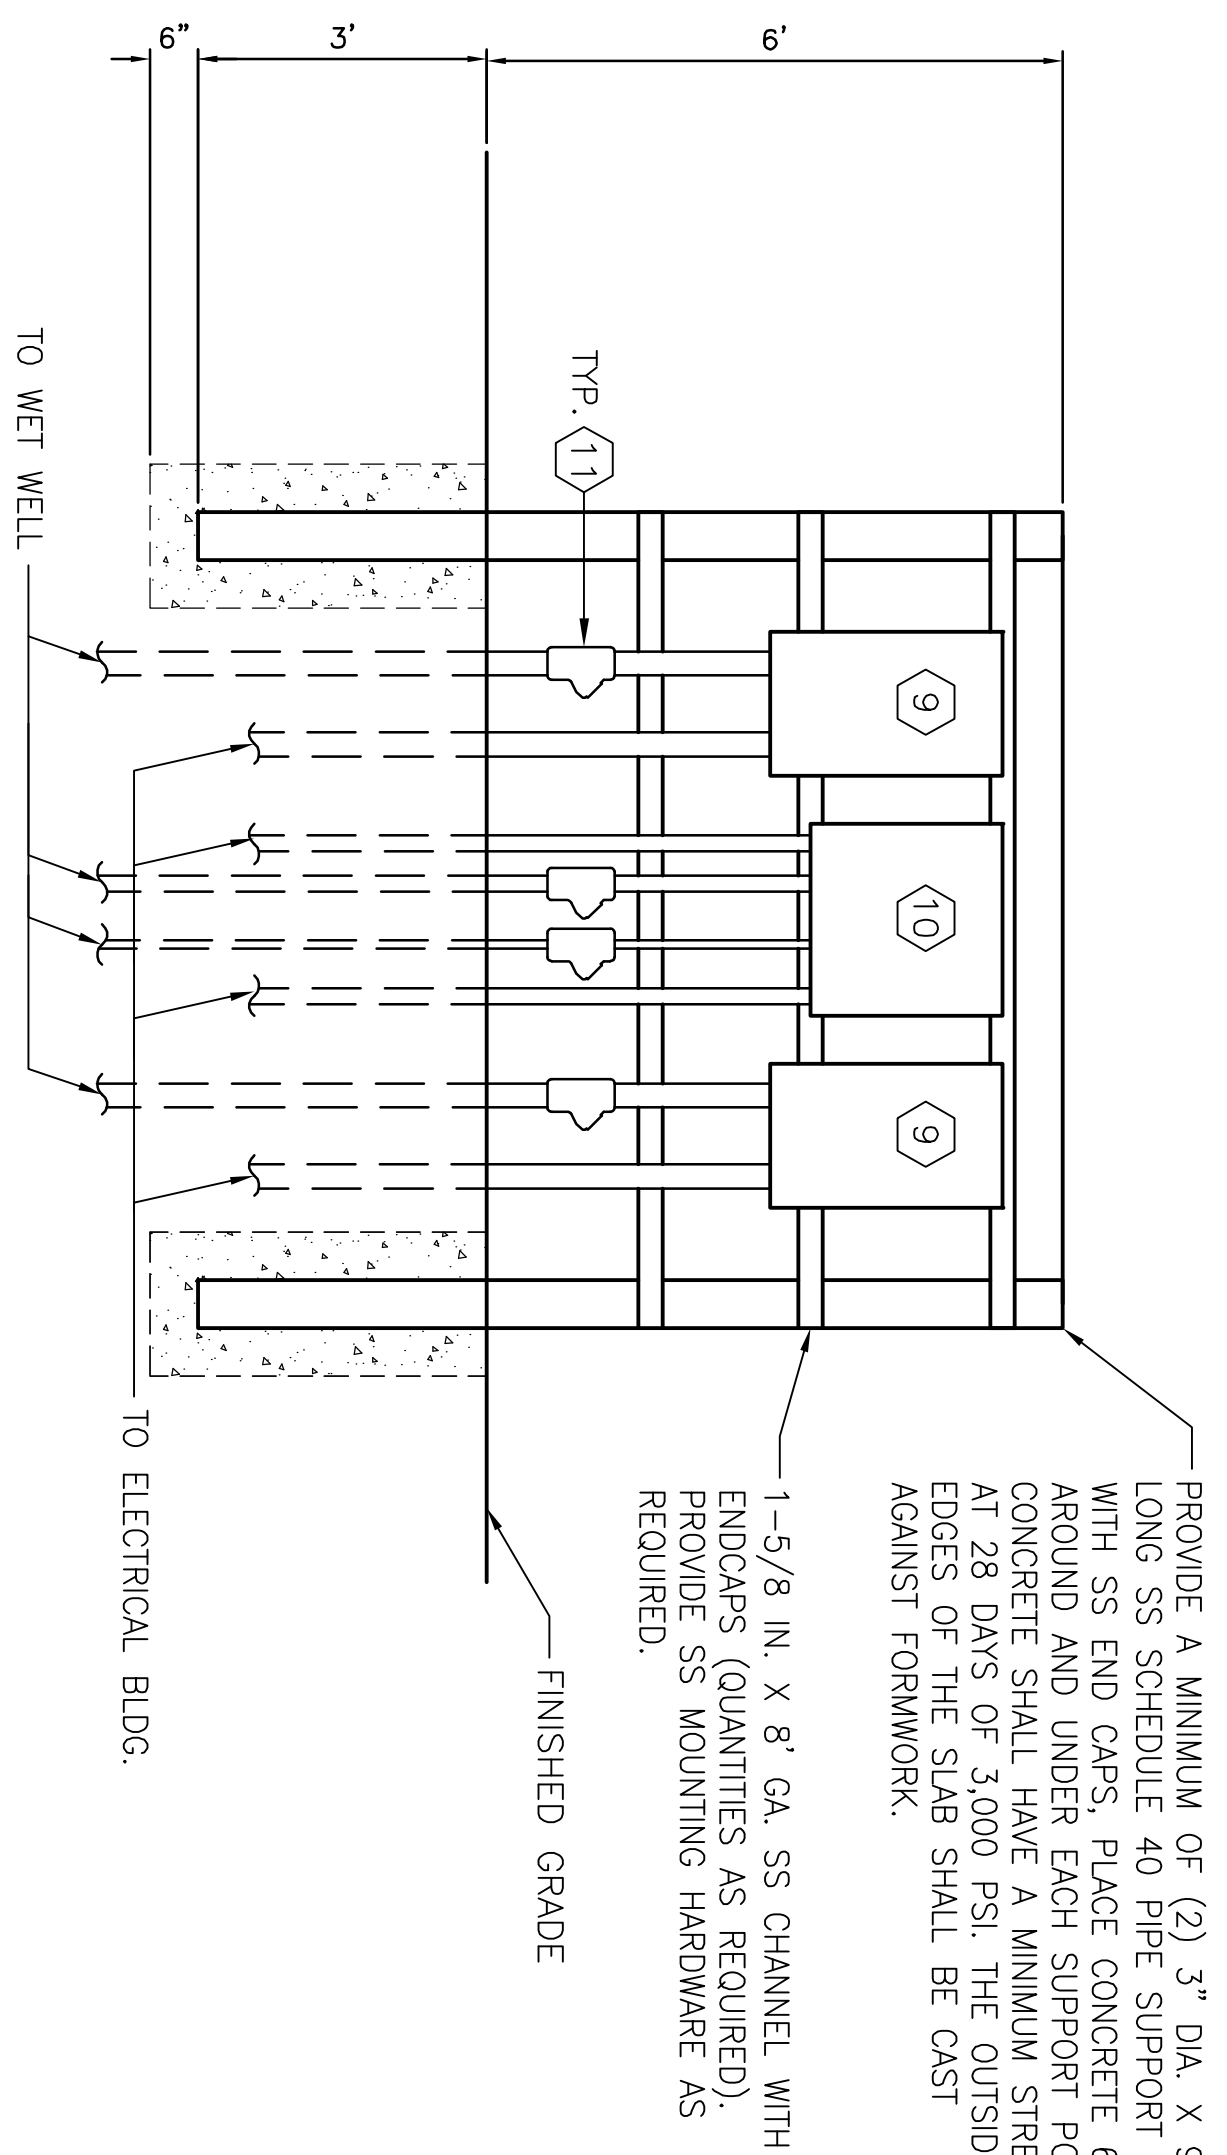 PROVIDE A MINIMUM OF (2) 3" DIA. X
LONG SS SCHEDULE 40 PIPE SUPPORT
WITH SS END CAPS, PLACE CONCRETE
AROUND AND UNDER EACH SUPPORT
CONCRETE SHALL HAVE A MINIMUM
AT 28 DAYS OF 3,000 PSI. THE
EDGES OF THE SLAB SHALL BE CAST
AGAINST FORMWORK.
1-5/8 IN. X 8' GA. SS CHANNEL WITH
ENDCAPS (QUANTITIES AS REQUIRED).
PROVIDE SS MOUNTING HARDWARE AS
REQUIRED.
FINISHED GRADE
6'
3'
6"
9
10
9
TYP. 11
TO ELECTRICAL BLDG.
TO WET WELL